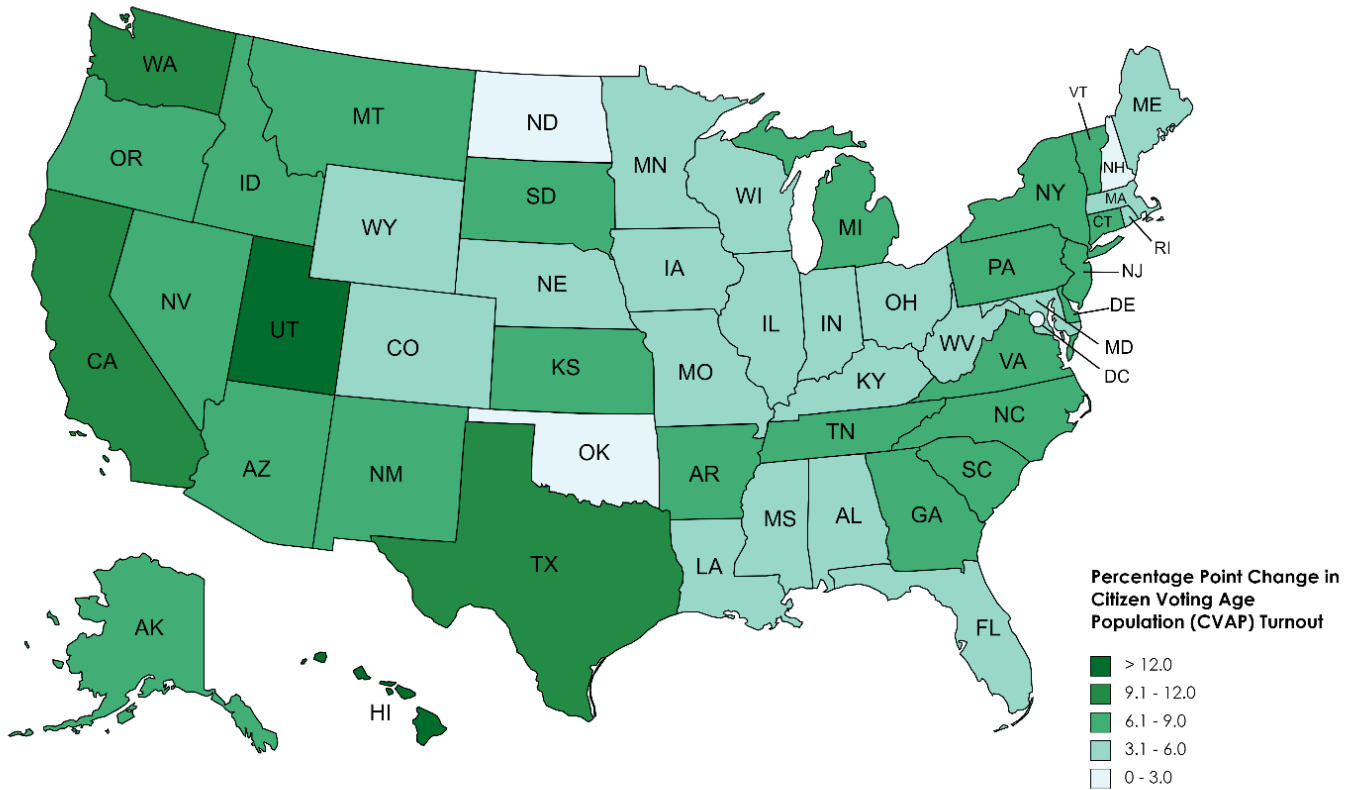 WA
VT
ME
MT
ND
OR
MN
NH
ID
WI
NY
SD
MA
MI
WY
CT
RI
IA
PA
NJ
NE
NV
OH
DE
UT
IL
IN
CO
WV
MD
CA
KS
VA
MO
KY
DC
NC
TN
OK
AZ
NM
AR
SC
MS
AL
GA
TX
LA
Percentage Point Change in
Citizen Voting Age
Population (CVAP) Turnout
AK
FL
> 12.0
9.1 - 12.0
HI
6.1 - 9.0
3.1 - 6.0
0 - 3.0